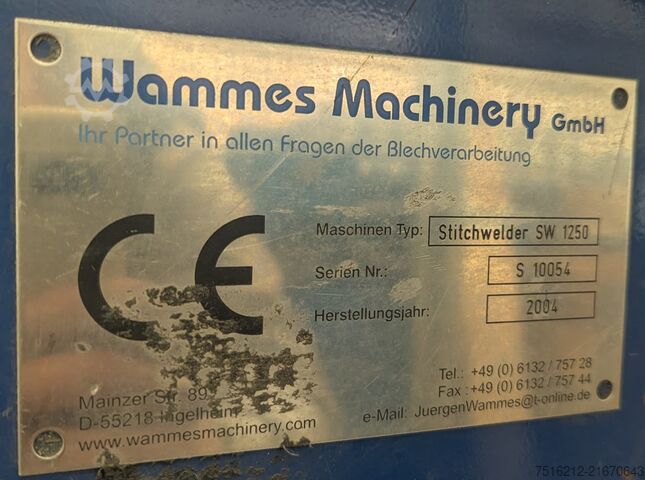 Wammes Machinery GmbH
Ihr Partner in allen Fragen der Blechverarbeitung
CE
Maschinen Typ: Stitchwelder SW 1250
Serien Nr.: S 10054
Herstellungsjahr: 2004
Mainzer Str. 89
D-55218 Ingelheim
www.wammesmachinery.com
Tel.: +49 (0) 6132 / 757 28
Fax : +49 (0) 6132 / 757 44
e-Mail: JuergenWammes@t-online.de
7516212-21670643